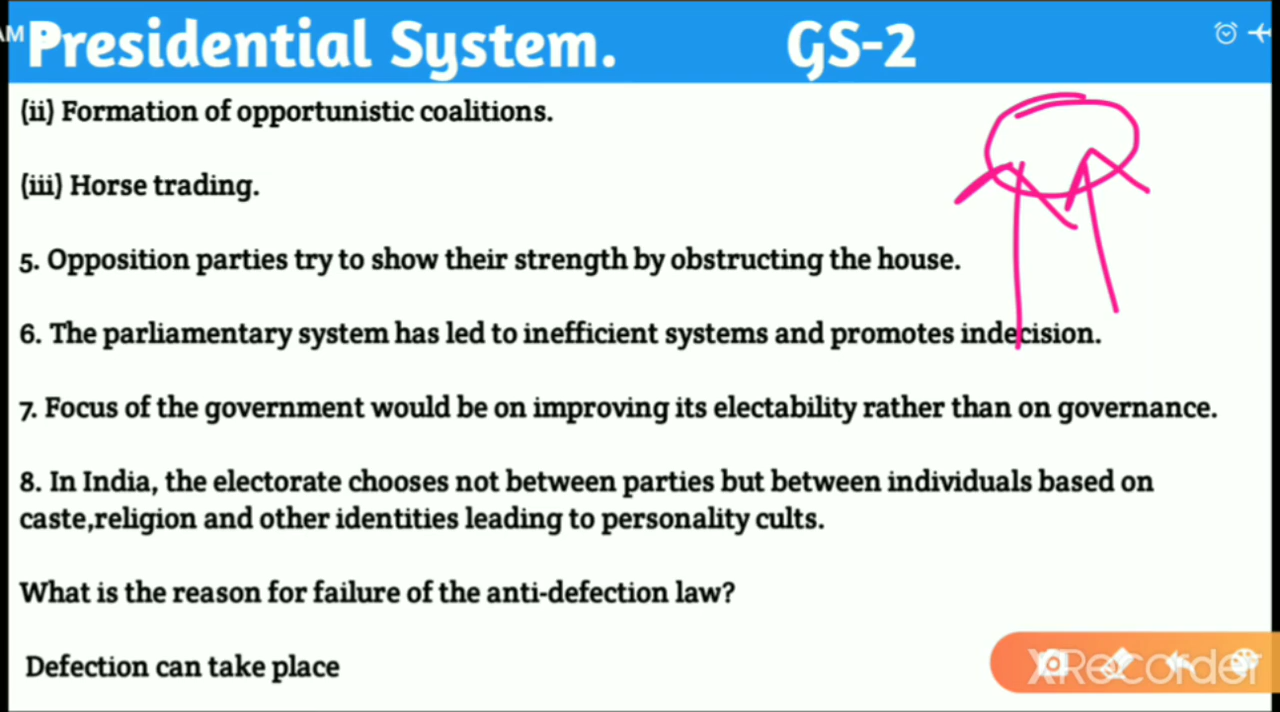 AM
Presidential System. GS-2
(ii) Formation of opportunistic coalitions.
(iii) Horse trading.
5. Opposition parties try to show their strength by obstructing the house.
6. The parliamentary system has led to inefficient systems and promotes indecision.
7. Focus of the government would be on improving its electability rather than on governance.
8. In India, the electorate chooses not between parties but between individuals based on
caste,religion and other identities leading to personality cults.
What is the reason for failure of the anti-defection law?
Defection can take place
XRecorder